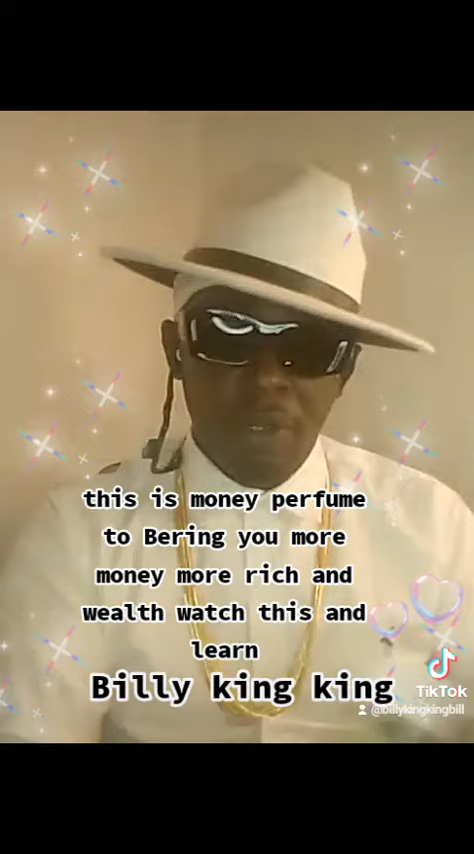 this is money perfume
to Bering you more
money more rich and
wealth watch this and
learn
Billy king king
TikTok
@billykingkingbill